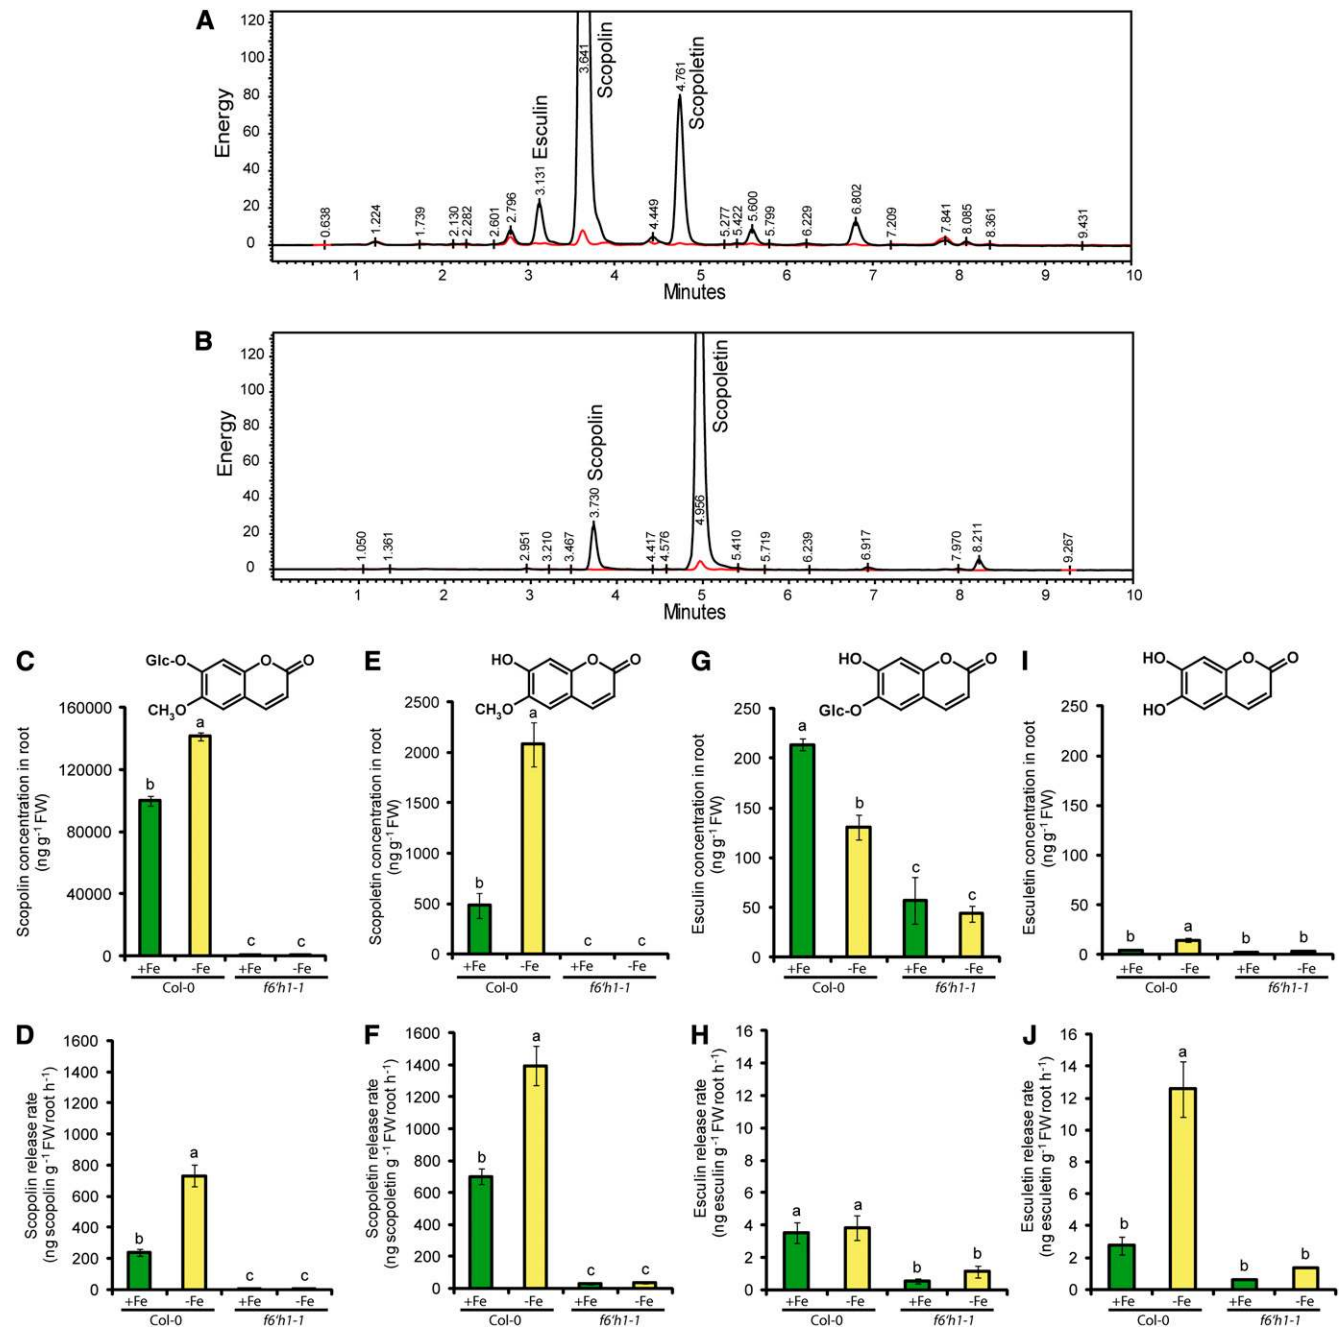 A
120
100
80
60
40
20
0
Energy
0.638
1.224
1.739
2.130
2.282
2.601
2.796
3.131 Esculin
3.641
Scopolin
4.449
4.761
Scopoletin
5.277
5.422
5.600
5.799
6.229
6.802
7.209
7.841
8.085
8.361
9.431
1 2 3 4 5 6 7 8 9 10
Minutes
B
120
100
80
60
40
20
0
Energy
1.050
1.361
2.951
3.210
3.467
3.730 Scopolin
4.417
4.576
4.956
Scopoletin
5.410
5.719
6.239
6.917
7.970
8.211
9.267
1 2 3 4 5 6 7 8 9 10
Minutes
C
Glc-O O O
CH₃O
Scopolin concentration in root
(ng g⁻¹ FW)
160000
120000
80000
40000
0
b a c c
+Fe -Fe +Fe -Fe
Col-0 f6'h1-1
E
HO O O
CH₃O
Scopoletin concentration in root
(ng g⁻¹ FW)
2500
2000
1500
1000
500
0
b a c c
+Fe -Fe +Fe -Fe
Col-0 f6'h1-1
G
HO O O
Glc-O
Esculin concentration in root
(ng g⁻¹ FW)
250
200
150
100
50
0
a b c c
+Fe -Fe +Fe -Fe
Col-0 f6'h1-1
I
HO O O
HO
Esculetin concentration in root
(ng g⁻¹ FW)
250
200
150
100
50
0
b a b b
+Fe -Fe +Fe -Fe
Col-0 f6'h1-1
D
Scopolin release rate
(ng scopolin g⁻¹ FW root h⁻¹)
1600
1400
1200
1000
800
600
400
200
0
b a c c
+Fe -Fe +Fe -Fe
Col-0 f6'h1-1
F
Scopoletin release rate
(ng scopoletin g⁻¹ FW root h⁻¹)
1600
1400
1200
1000
800
600
400
200
0
b a c c
+Fe -Fe +Fe -Fe
Col-0 f6'h1-1
H
Esculin release rate
(ng esculin g⁻¹ FW root h⁻¹)
16
14
12
10
8
6
4
2
0
a a b b
+Fe -Fe +Fe -Fe
Col-0 f6'h1-1
J
Esculetin release rate
(ng esculetin g⁻¹ FW root h⁻¹)
16
14
12
10
8
6
4
2
0
b a b b
+Fe -Fe +Fe -Fe
Col-0 f6'h1-1